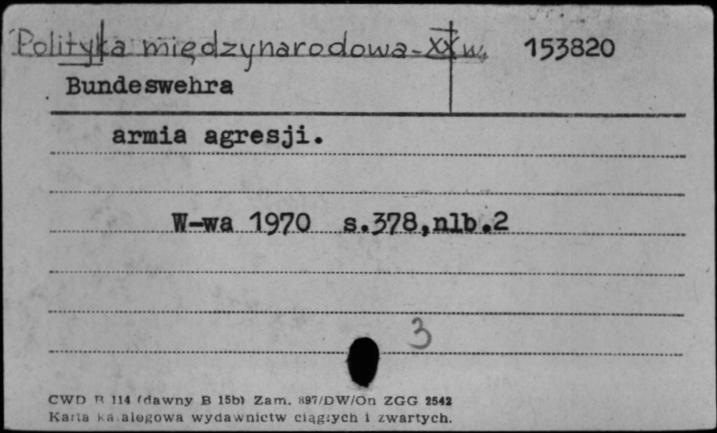 Polityka międzynarodowa - XX w. 153820
Bundeswehra
armia agresji.
W-wa 1970 s.378,nlb.2
3
CWD B 114 (dawny B 15b) Zam. 897/DW/On ZGG 2542
Karta katalogowa wydawnictw ciągłych i zwartych.